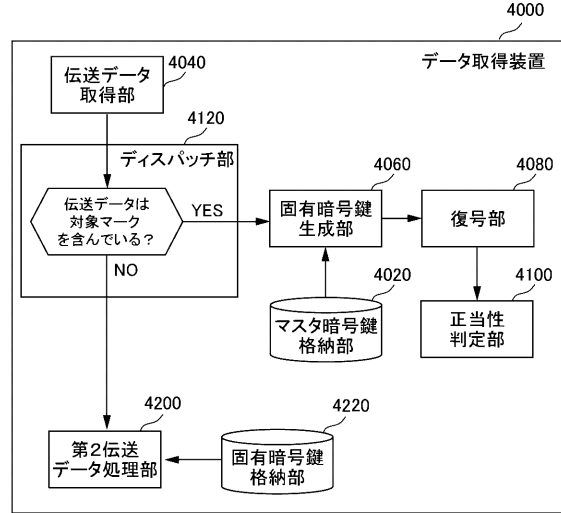 4000
データ取得装置
4040
伝送データ
取得部
4120
ディスパッチ部
伝送データは
対象マーク
を含んでいる？
YES
NO
4060
固有暗号鍵
生成部
4080
復号部
4020
マスタ暗号鍵
格納部
4100
正当性
判定部
4200
第2伝送
データ処理部
4220
固有暗号鍵
格納部